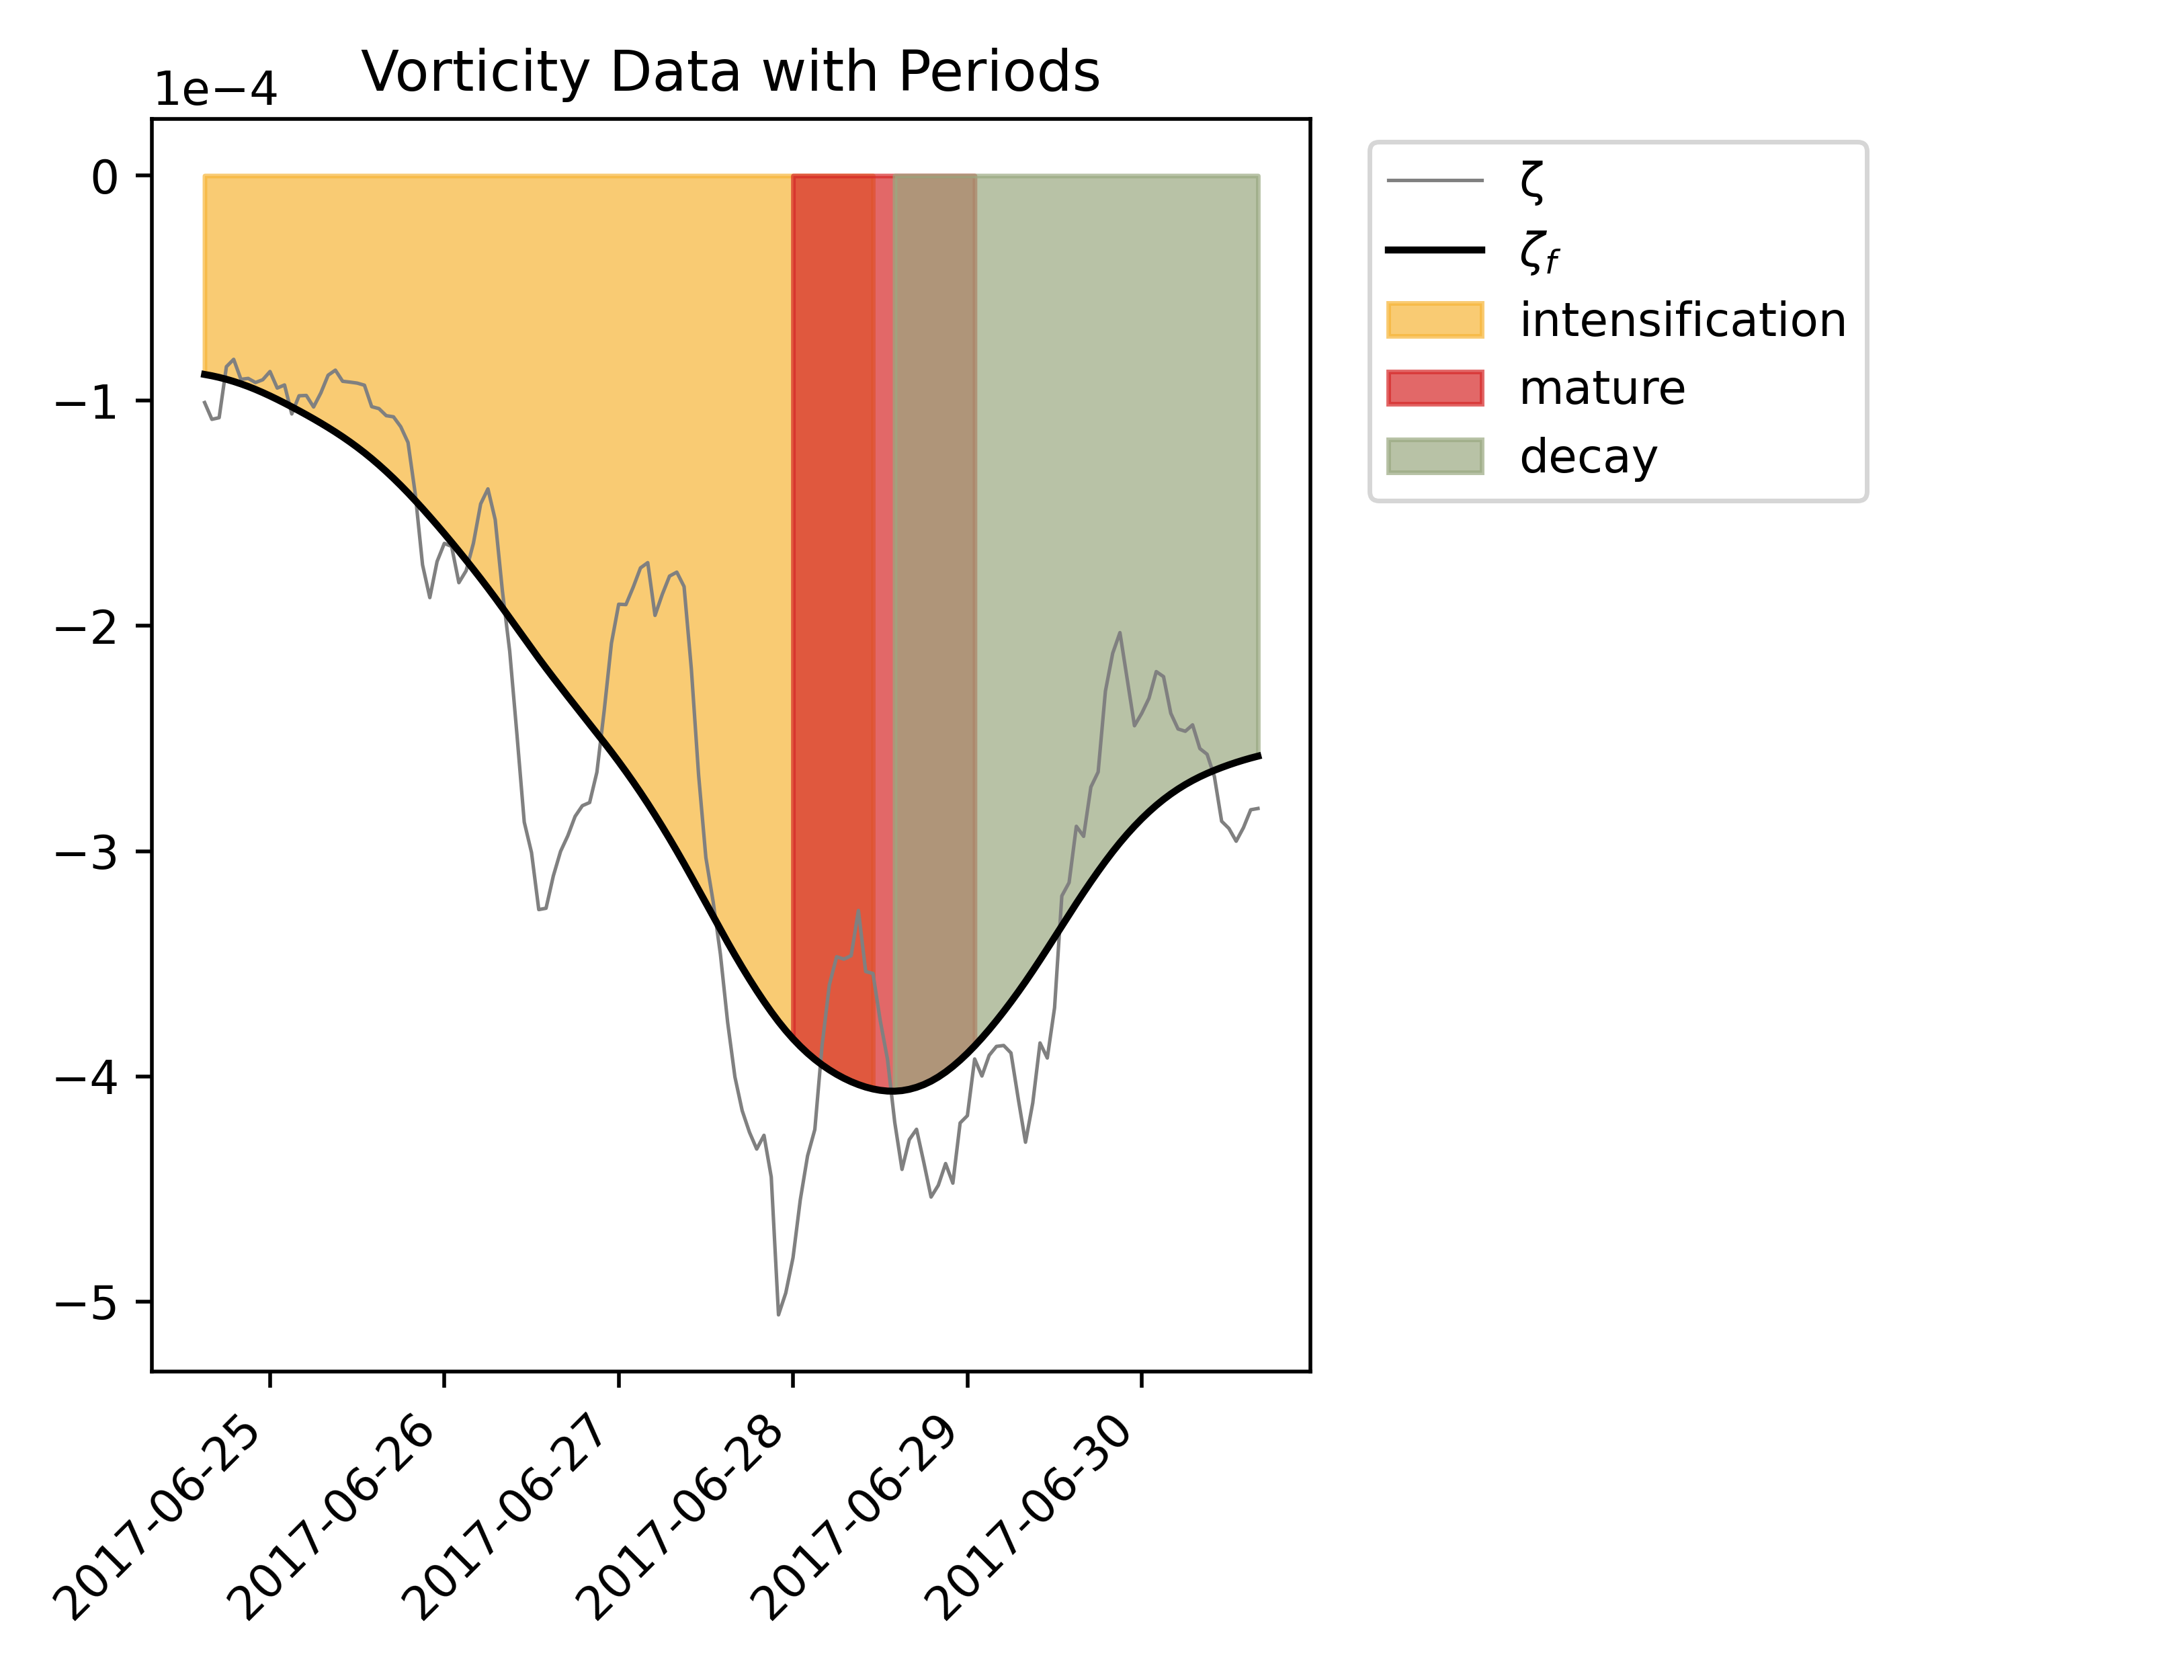 Vorticity Data with Periods
1e−4
0
−1
−2
−3
−4
−5
2017-06-25
2017-06-26
2017-06-27
2017-06-28
2017-06-29
2017-06-30
ζ
ζf
intensification
mature
decay